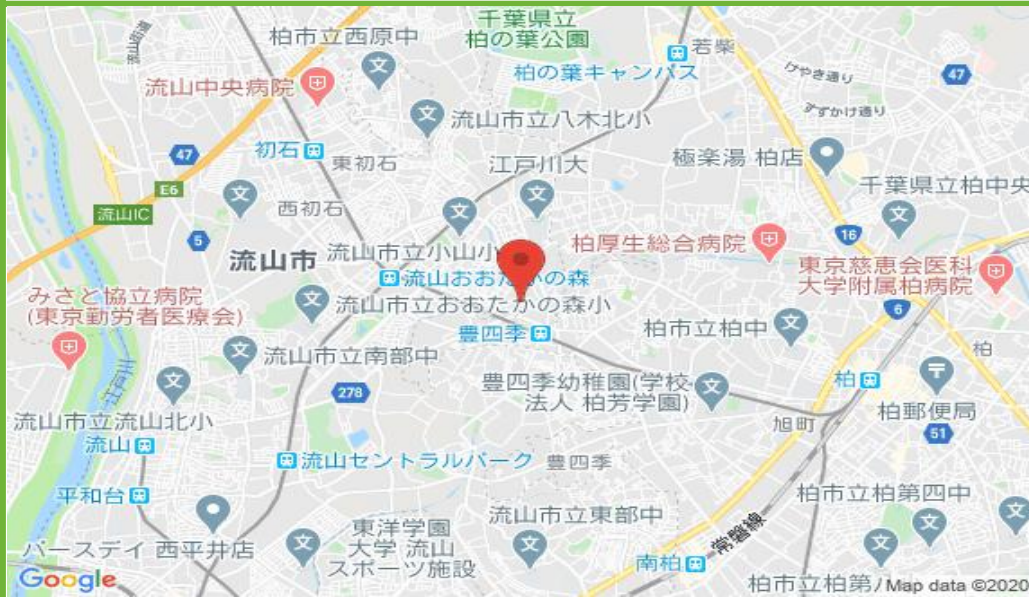 千葉県立
柏の葉公園
柏市立西原中
若柴
柏の葉キャンパス
けやき通り
47
流山中央病院
すずかけ通り
流山市立八木北小
初石
47
東初石
江戸川大
極楽湯 柏店
E6
千葉県立柏中央
流山IC
西初石
5
16
流山市
流山市立小山小
柏厚生総合病院
東京慈恵会医科
大学附属柏病院
流山おおたかの森
みさと協立病院
(東京勤労者医療会)
流山市立おおたかの森小
6
豊四季
柏市立柏中
江戸川
流山市立南部中
柏
278
豊四季幼稚園(学校
法人 柏芳学園)
柏
柏郵便局
流山市立流山北小
旭町
51
流山
流山セントラルパーク
豊四季
平和台
柏市立柏第四中
東洋学園
大学 流山
スポーツ施設
流山市立東部中
常磐線
バースデイ 西平井店
南柏
Google
柏市立柏第
Map data ©2020